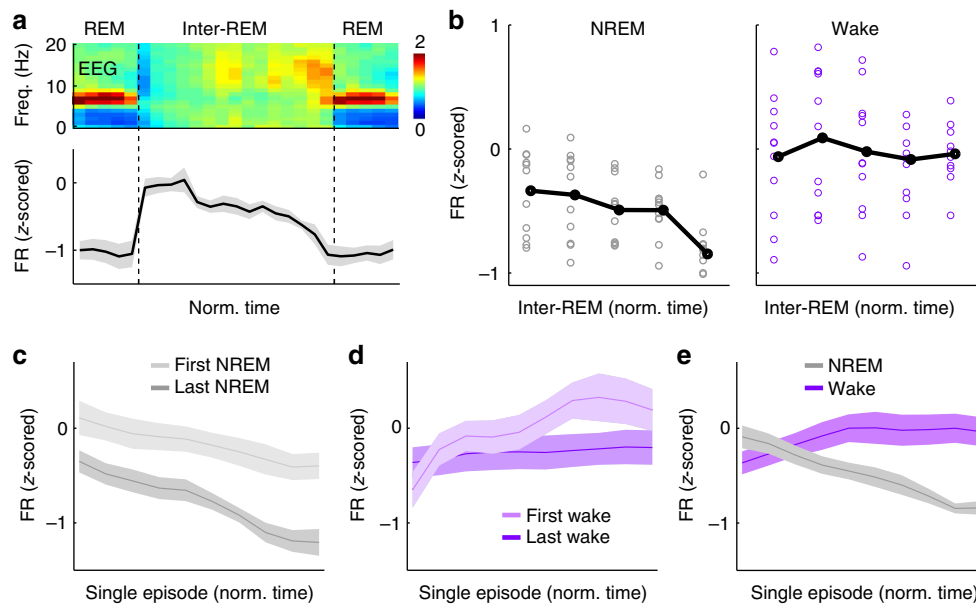 a
REM Inter-REM REM
Freq. (Hz)
20
10
0
EEG
2
0
FR (z-scored)
0
−1
Norm. time
b
NREM Wake
FR (z-scored)
1
0
−1
Inter-REM (norm. time) Inter-REM (norm. time)
c
First NREM
Last NREM
FR (z-scored)
0
−1
Single episode (norm. time)
d
FR (z-scored)
0
−1
First wake
Last wake
Single episode (norm. time)
e
NREM
Wake
FR (z-scored)
0
−1
Single episode (norm. time)